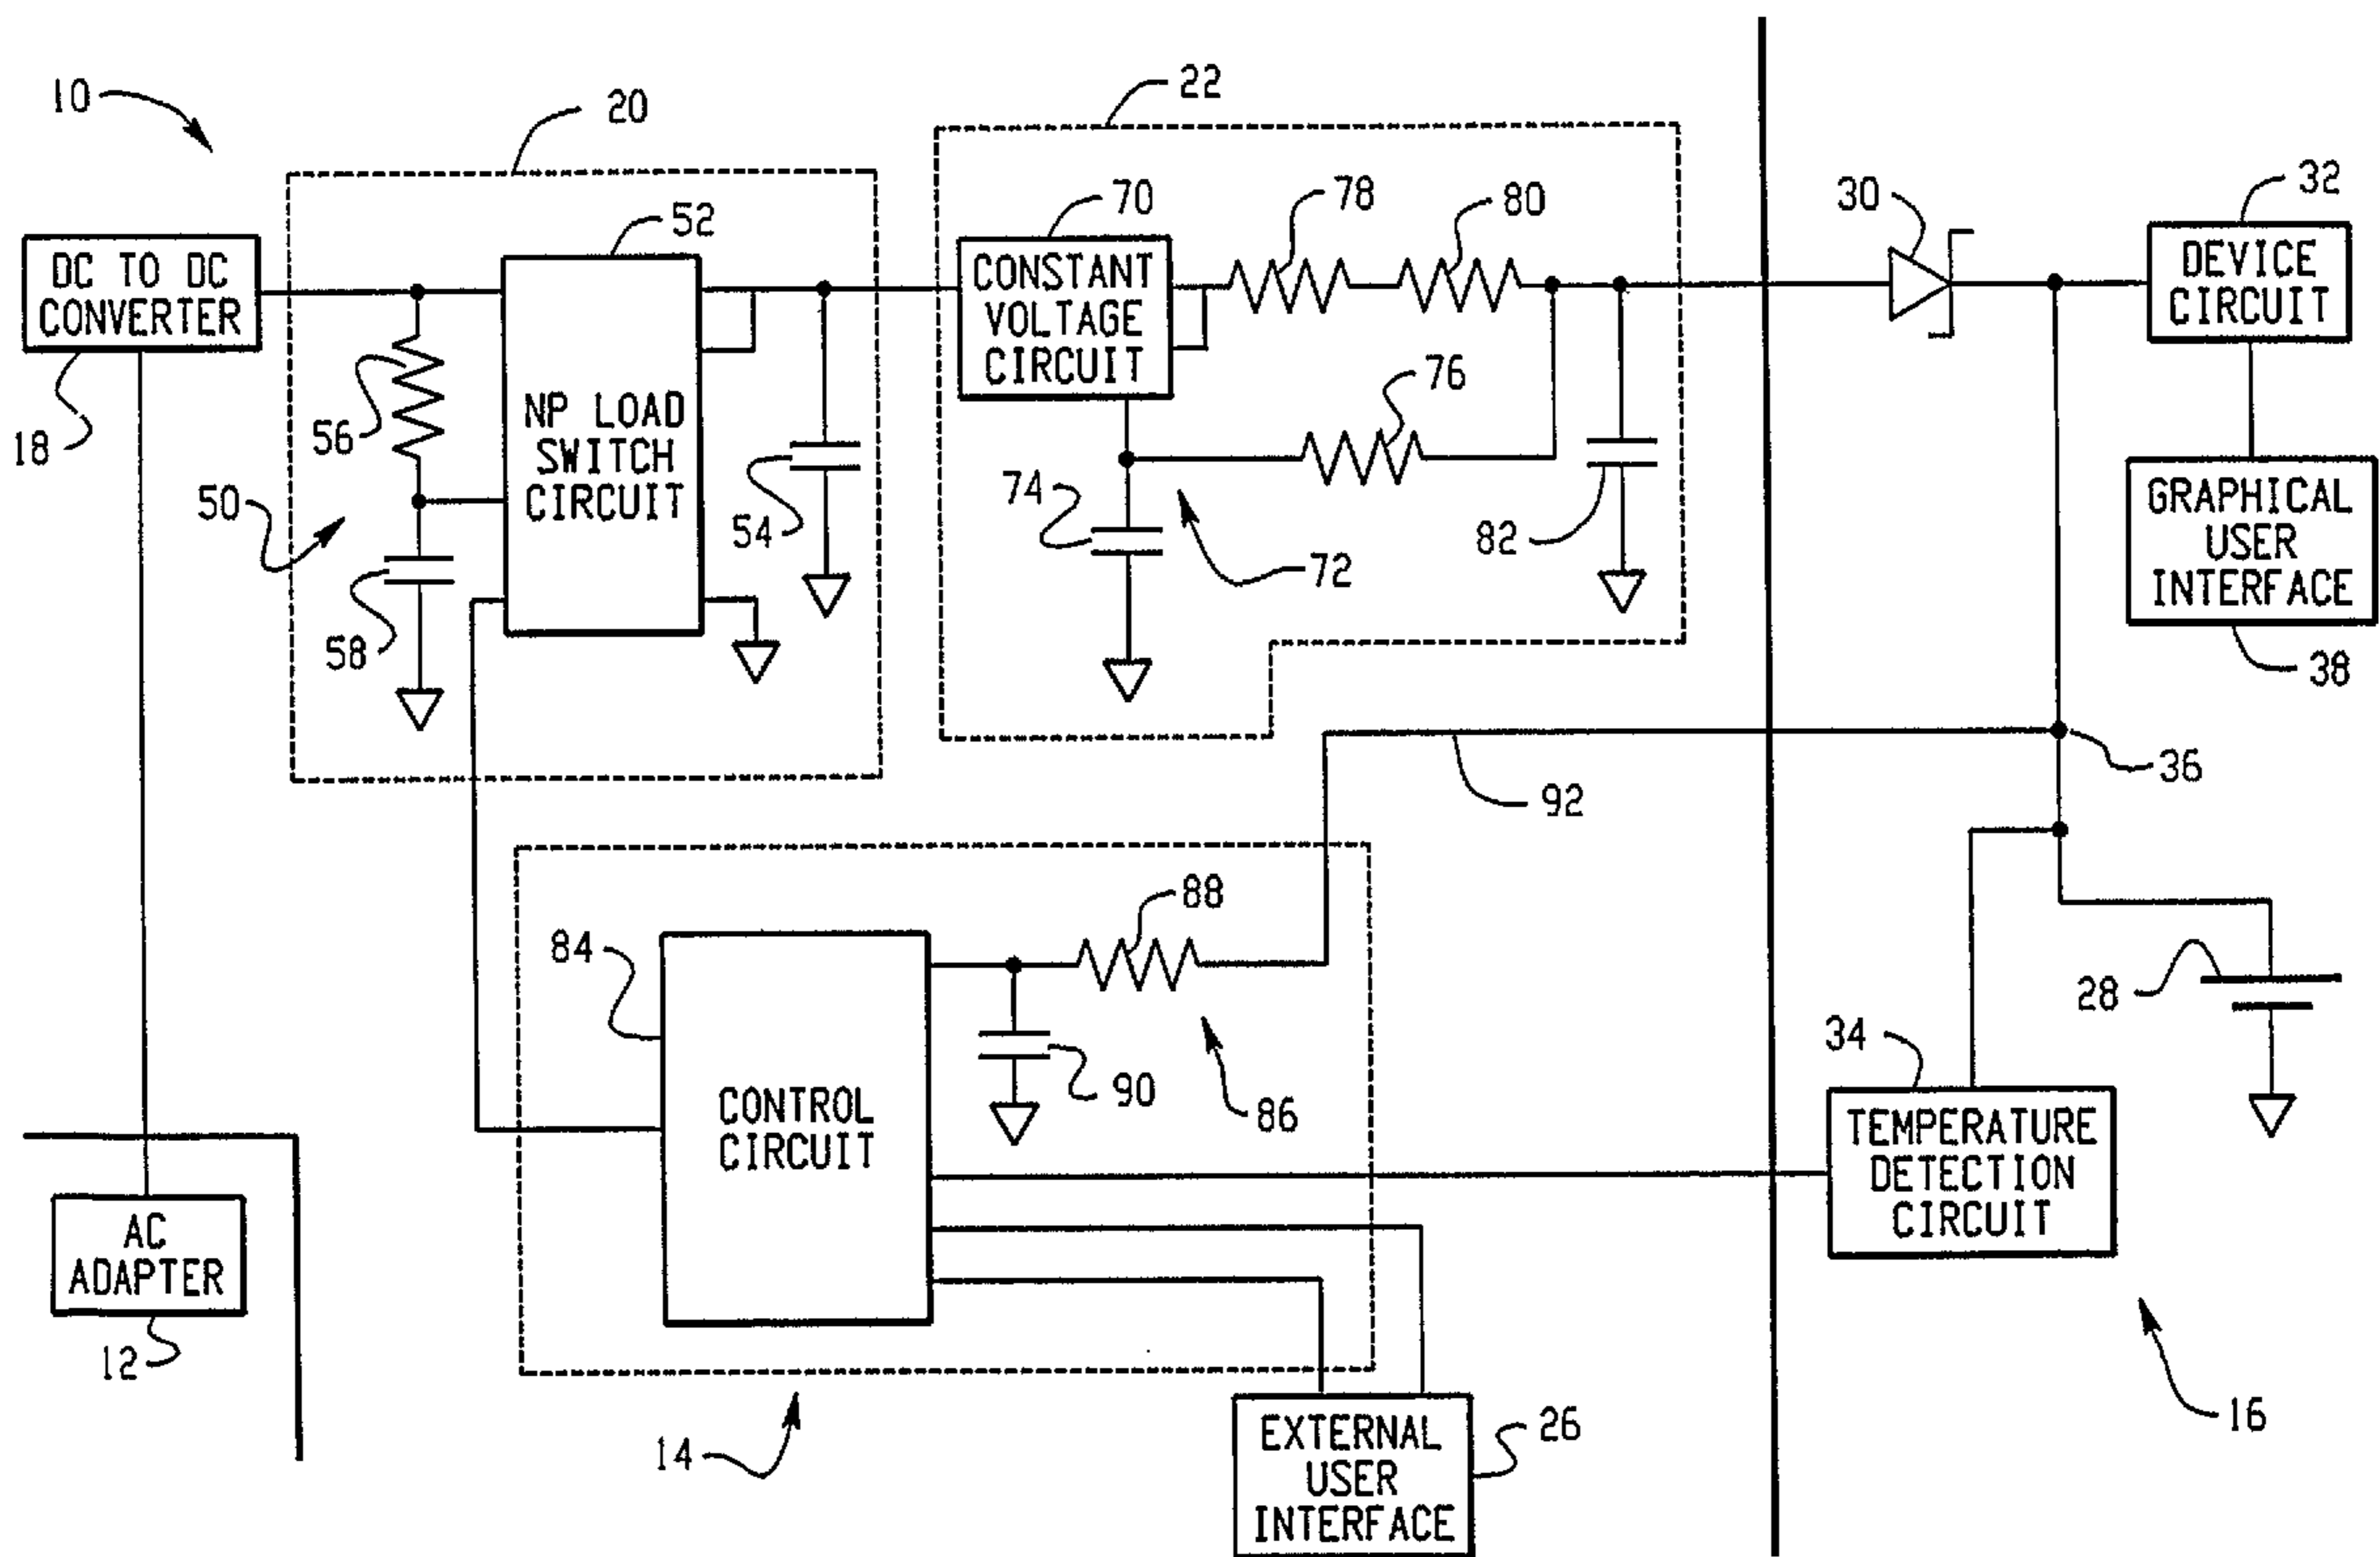 10
20
22
52
70
78
80
30
32
DC TO DC
CONVERTER
CONSTANT
VOLTAGE
CIRCUIT
DEVICE
CIRCUIT
18
56
NP LOAD
SWITCH
CIRCUIT
76
50
54
74
72
82
GRAPHICAL
USER
INTERFACE
58
38
92
36
84
88
28
34
90
86
CONTROL
CIRCUIT
TEMPERATURE
DETECTION
CIRCUIT
AC
ADAPTER
12
14
26
16
EXTERNAL
USER
INTERFACE